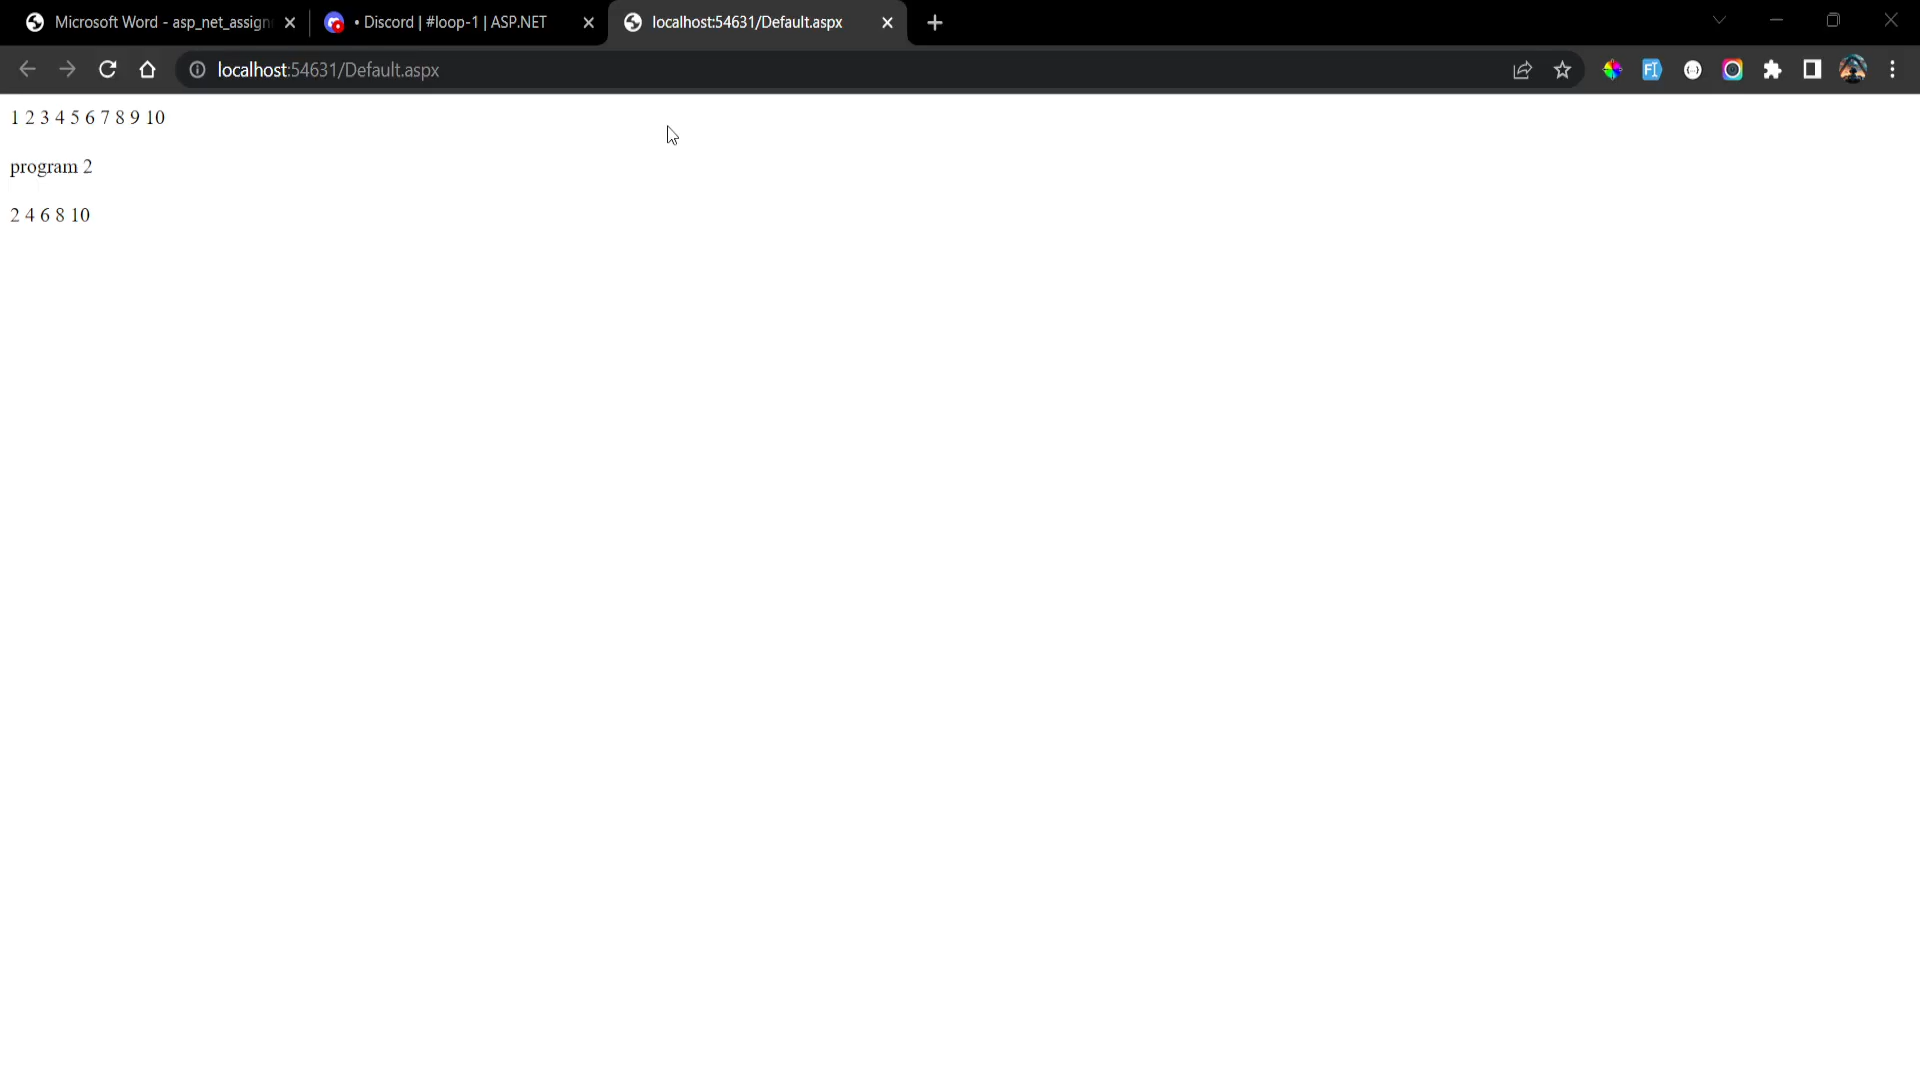 Microsoft Word - asp_net_assign
• Discord | #loop-1 | ASP.NET
localhost:54631/Default.aspx
localhost:54631/Default.aspx
1 2 3 4 5 6 7 8 9 10
program 2
2 4 6 8 10